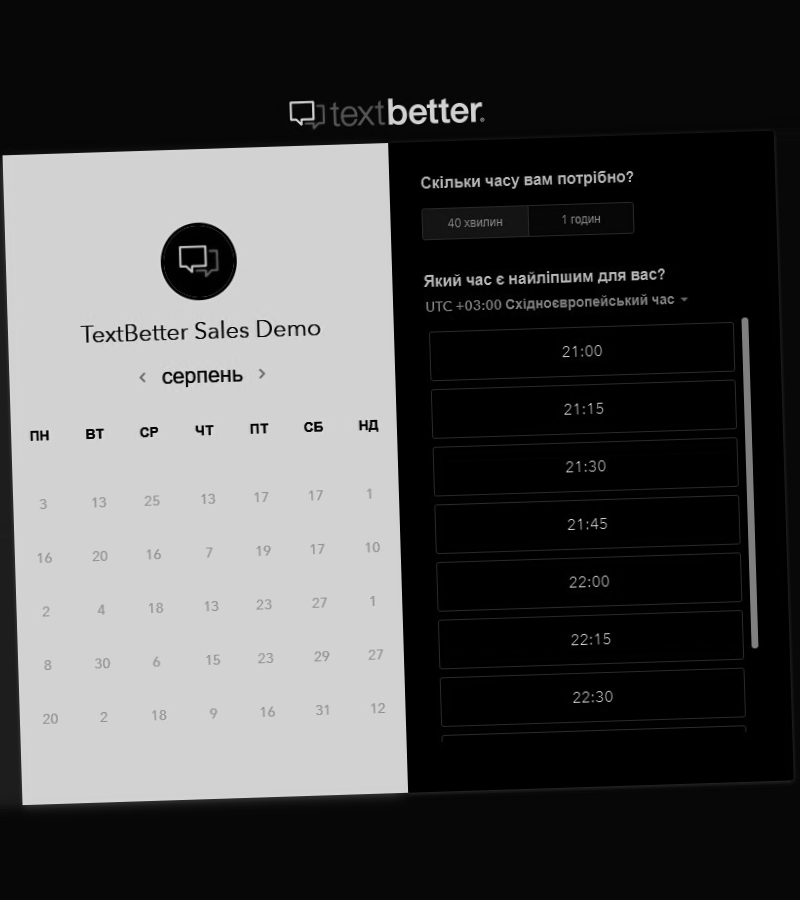 textbetter.
TextBetter Sales Demo
серпень
ПН ВТ СР ЧТ ПТ СБ НД
3 13 25 13 17 17 1
16 20 16 7 19 17 10
2 4 18 13 23 27 1
8 30 6 15 23 29 27
20 2 18 9 16 31 12
Скільки часу вам потрібно?
40 хвилин 1 годин
Який час є найліпшим для вас?
UTC +03:00 Східноєвропейський час
21:00
21:15
21:30
21:45
22:00
22:15
22:30